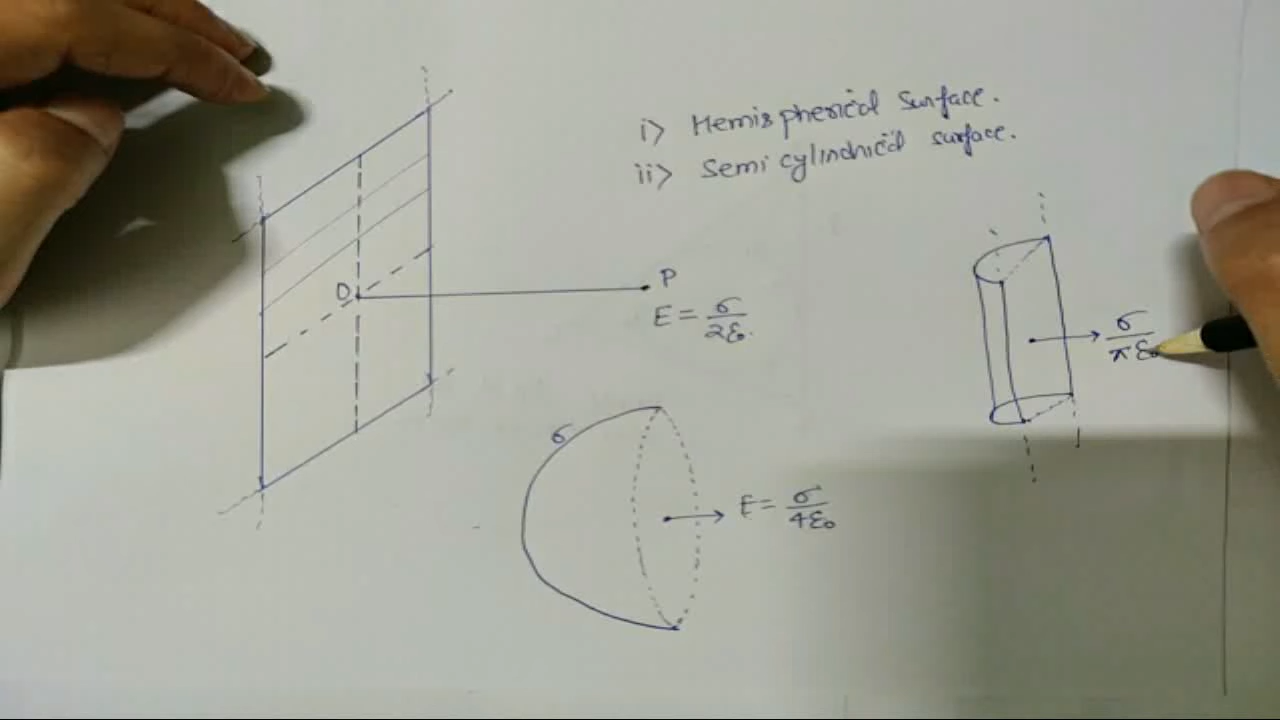 i) Hemispherical surface.
ii) Semi cylindrical surface.
O
P
E = σ/2ε₀
σ/πε₀
σ
E = σ/4ε₀